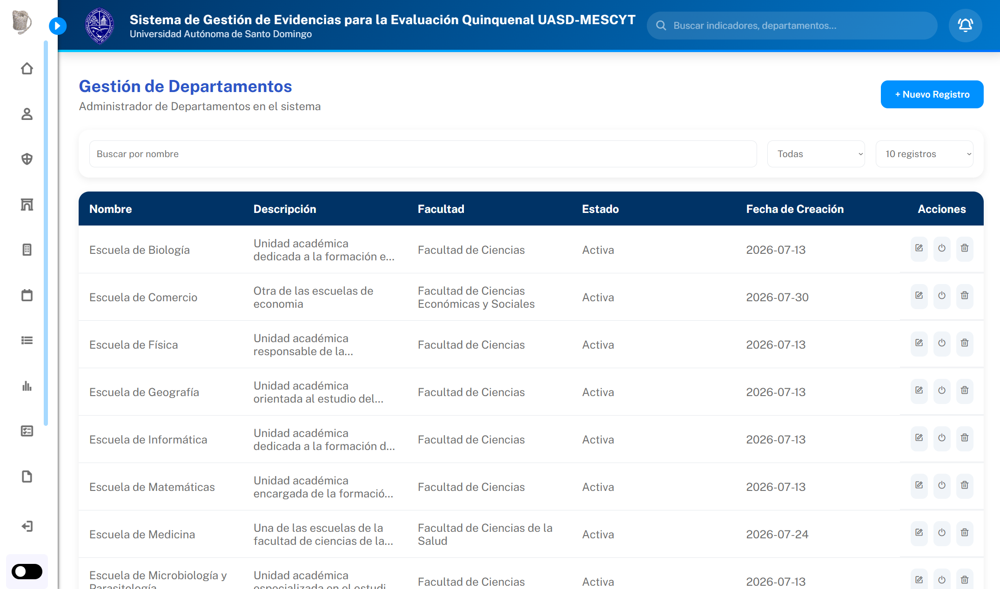 Sistema de Gestión de Evidencias para la Evaluación Quinquenal UASD-MESCYT
Universidad Autónoma de Santo Domingo
Buscar indicadores, departamentos...
Gestión de Departamentos
Administrador de Departamentos en el sistema
+ Nuevo Registro
Buscar por nombre
Todas
10 registros
Nombre Descripción Facultad Estado Fecha de Creación Acciones
Escuela de Biología
Unidad académica
dedicada a la formación e...
Facultad de Ciencias
Activa
2026-07-13
Escuela de Comercio
Otra de las escuelas de
economia
Facultad de Ciencias
Económicas y Sociales
Activa
2026-07-30
Escuela de Física
Unidad académica
responsable de la...
Facultad de Ciencias
Activa
2026-07-13
Escuela de Geografía
Unidad académica
orientada al estudio del...
Facultad de Ciencias
Activa
2026-07-13
Escuela de Informática
Unidad académica
dedicada a la formación d...
Facultad de Ciencias
Activa
2026-07-13
Escuela de Matemáticas
Unidad académica
encargada de la formació...
Facultad de Ciencias
Activa
2026-07-13
Escuela de Medicina
Una de las escuelas de la
facultad de ciencias de la...
Facultad de Ciencias de la
Salud
Activa
2026-07-24
Escuela de Microbiología y
Parasitología
Unidad académica
especializada en el estudi...
Facultad de Ciencias
Activa
2026-07-13